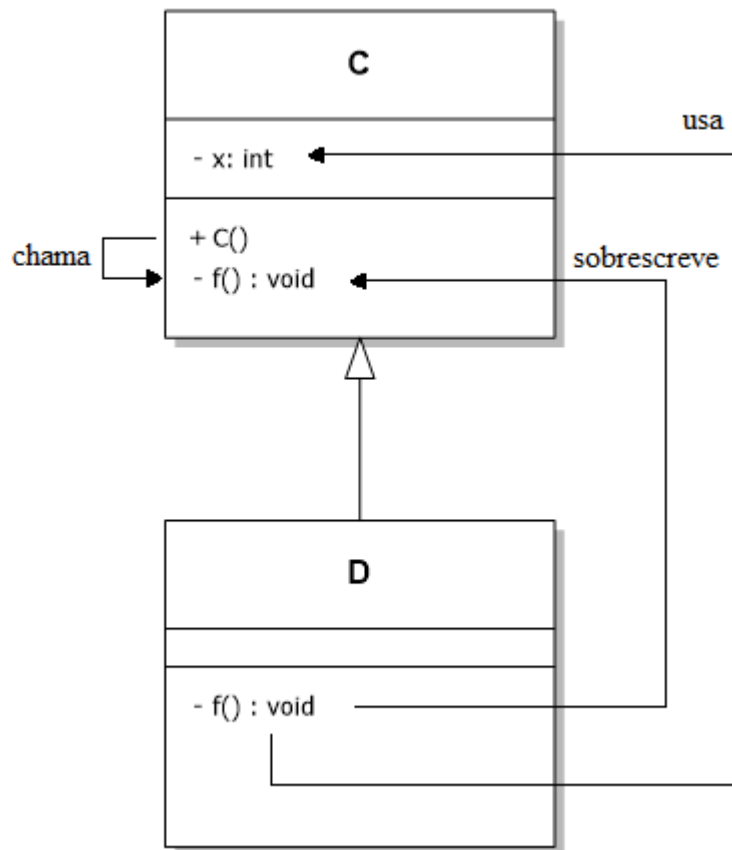 C
usa
- x: int
+ C()
chama
sobrescreve
- f() : void
D
- f() : void